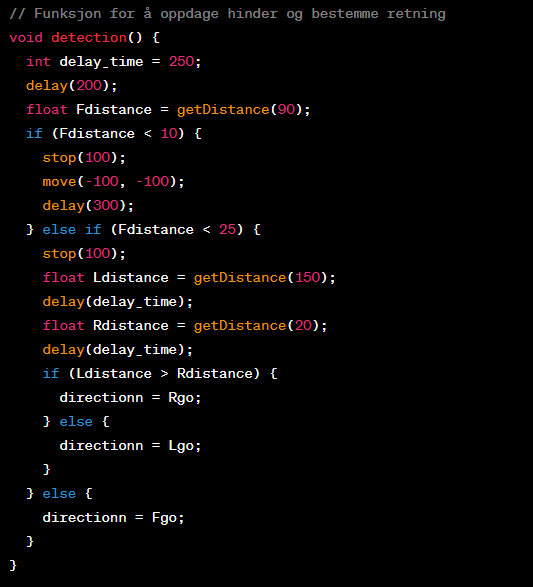 // Funksjon for å oppdage hinder og bestemme retning
void detection() {
  int delay_time = 250;
  delay(200);
  float Fdistance = getDistance(90);
  if (Fdistance < 10) {
    stop(100);
    move(-100, -100);
    delay(300);
  } else if (Fdistance < 25) {
    stop(100);
    float Ldistance = getDistance(150);
    delay(delay_time);
    float Rdistance = getDistance(20);
    delay(delay_time);
    if (Ldistance > Rdistance) {
      directionn = Rgo;
    } else {
      directionn = Lgo;
    }
  } else {
    directionn = Fgo;
  }
}